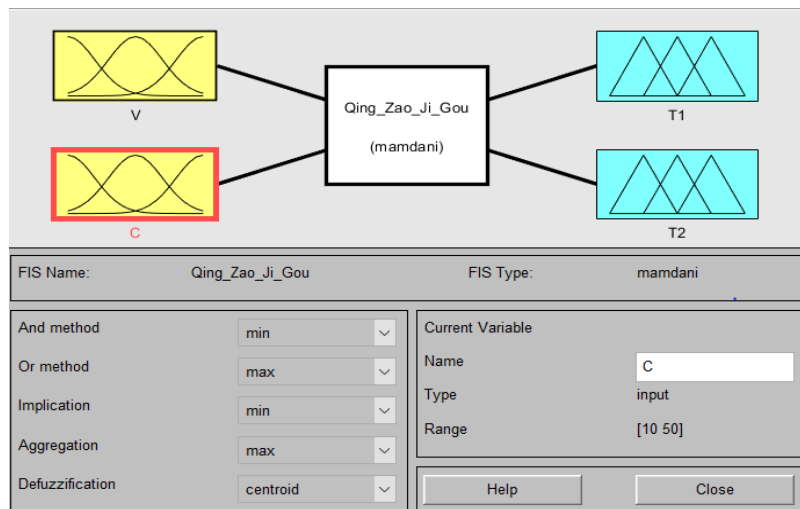 V
C
Qing_Zao_Ji_Gou
(mamdani)
T1
T2
FIS Name: Qing_Zao_Ji_Gou FIS Type: mamdani
And method min
Or method max
Implication min
Aggregation max
Defuzzification centroid
Current Variable
Name C
Type input
Range [10 50]
Help Close